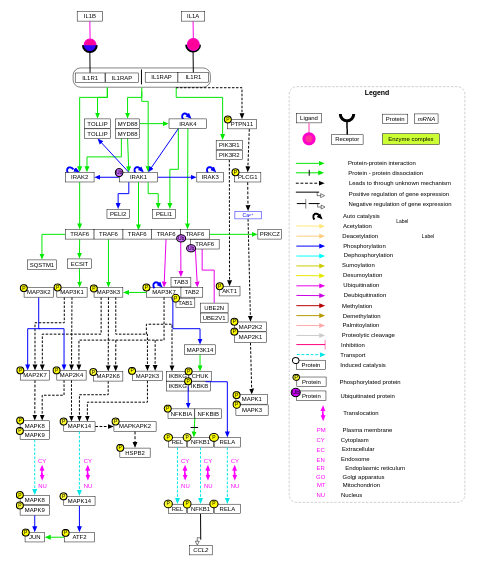 IL1B
IL1A
IL1R1
IL1RAP
IL1RAP
IL1R1
TOLLIP
TOLLIP
MYD88
MYD88
IRAK4
P
PTPN11
PIK3R1
PIK3R2
IRAK2
IRAK1
IRAK3
P
PLCG1
PELI2
PELI1
TRAF6
TRAF6
TRAF6
TRAF6
TRAF6
TRAF6
PRKCZ
SQSTM1
ECSIT
TAB3
P
MAP3K2
P
MAP3K1
P
MAP3K3
P
MAP3K7
TAB2
P
TAB1
P
AKT1
UBE2N
UBE2V1
P
MAP2K2
P
MAP2K1
MAP3K14
P
MAP2K7
P
MAP2K4
P
MAP2K6
P
MAP2K3
P
P
IKBKB
P
MAPK1
P
MAPK3
P
MAPK8
P
MAPK9
P
MAPK14
P
MAPKAPK2
P
HSPB2
NFKBIA
NFKBIB
P
REL
P
NFKB1
P
RELA
CY
NU
CY
NU
CY
NU
CY
NU
CY
NU
P
MAPK8
P
MAPK9
P
MAPK14
P
REL
P
NFKB1
P
RELA
P
JUN
P
ATF2
CCL2
Legend
Ligand
Receptor
Protein
mRNA
Enzyme complex
Protein-protein interaction
Protein - protein dissociation
Leads to through unknown mechanism
Positive regulation of gene expression
Negative regulation of gene expression
Auto catalysis
Label
Acetylation
Deacetylation
Label
Phosphorylation
Dephosphorylation
Sumoylation
Desumoylation
Ubiquitination
Deubiquitination
Methylation
Demethylation
Palmitoylation
Proteolytic cleavage
Inhibition
Transport
Protein
Induced catalysis
P
Protein
Phosphorylated protein
Protein
Ubiquitinated protein
Translocation
PM Plasma membrane
CY Cytoplasm
EC Extracellular
EN Endosome
ER Endoplasmic reticulum
GO Golgi apparatus
MT Mitochondrion
NU Nucleus